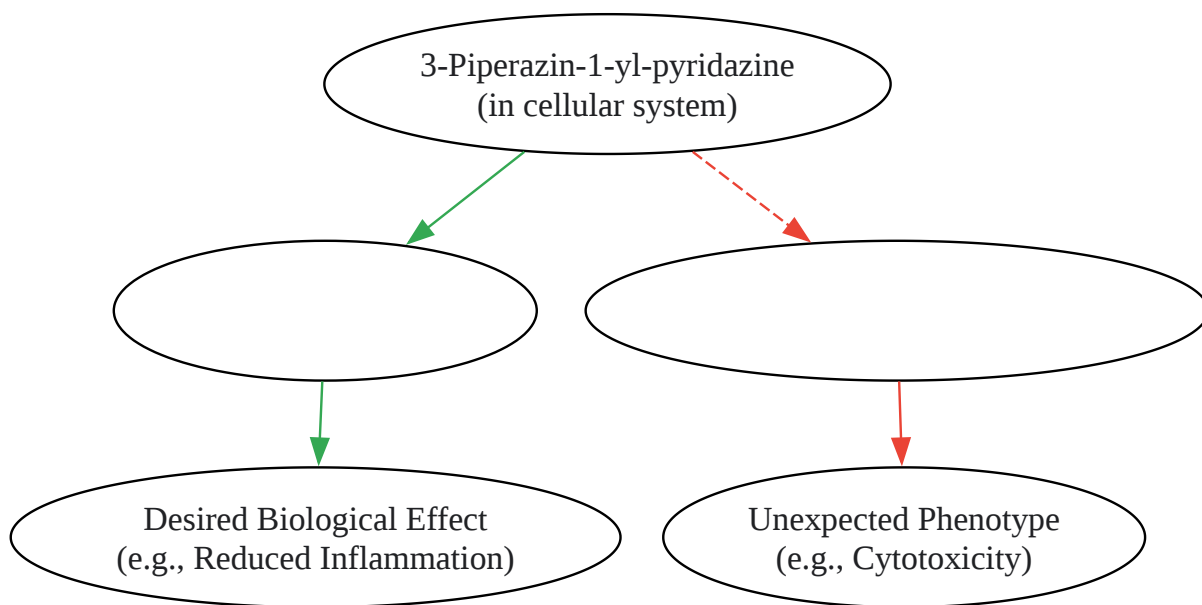 3-Piperazin-1-yl-pyridazine
(in cellular system)
Desired Biological Effect
(e.g., Reduced Inflammation)
Unexpected Phenotype
(e.g., Cytotoxicity)